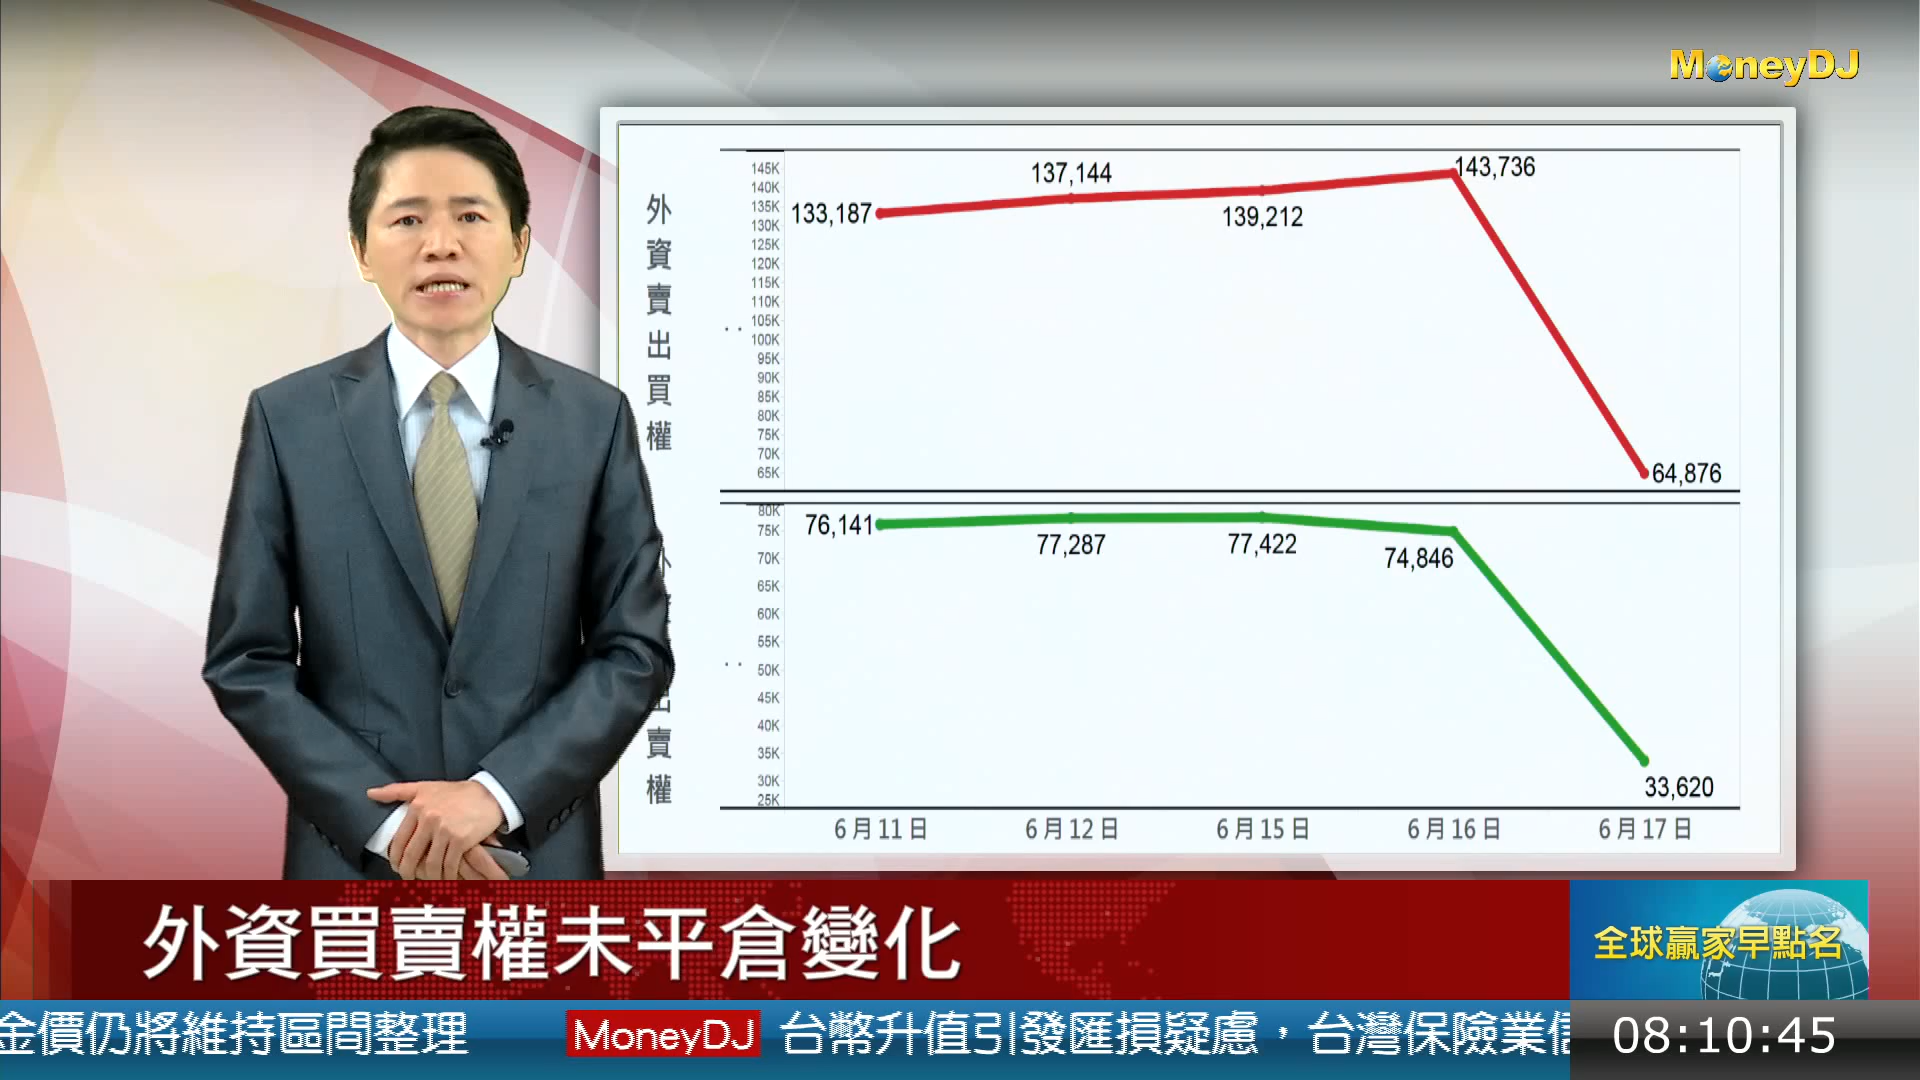 MoneyDJ
外資賣出買權
145K
140K
135K
130K
125K
120K
115K
110K
105K
100K
95K
90K
85K
80K
75K
70K
65K
133,187
137,144
139,212
143,736
64,876
出賣權
80K
75K
70K
65K
60K
55K
50K
45K
40K
35K
30K
25K
76,141
77,287
77,422
74,846
33,620
6月11日
6月12日
6月15日
6月16日
6月17日
外資買賣權未平倉變化
全球贏家早點名
金價仍將維持區間整理 MoneyDJ 台幣升值引發匯損疑慮，台灣保險業信
08:10:45